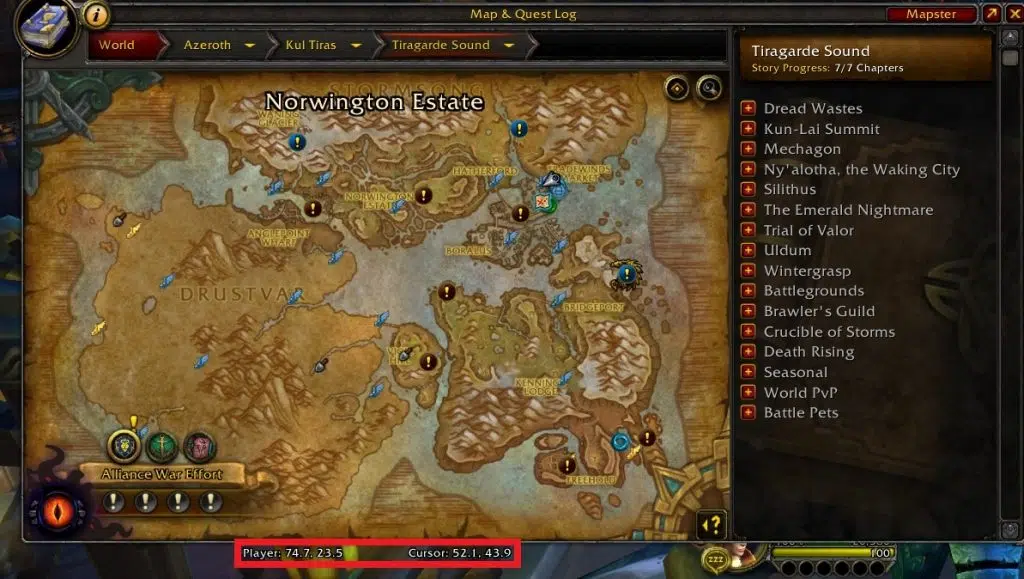 Map & Quest Log
Mapster
World
Azeroth
Kul Tiras
Tiragarde Sound
Tiragarde Sound
Story Progress: 7/7 Chapters
Norwington Estate
WANING
GLACIER
HATHERFORD
TRADEWINDS
NORWINGTON
ESTATE
ANGLEPOINT
WHARF
BORALUS
DRUSTVAR
BRIDGEPORT
KENNING
LODGE
FREEHOLD
Alliance War Effort
Dread Wastes
Kun-Lai Summit
Mechagon
Ny'alotha, the Waking City
Silithus
The Emerald Nightmare
Trial of Valor
Uldum
Wintergrasp
Battlegrounds
Brawler's Guild
Crucible of Storms
Death Rising
Seasonal
World PvP
Battle Pets
Player: 74.7, 23.5
Cursor: 52.1, 43.9
zzz
100